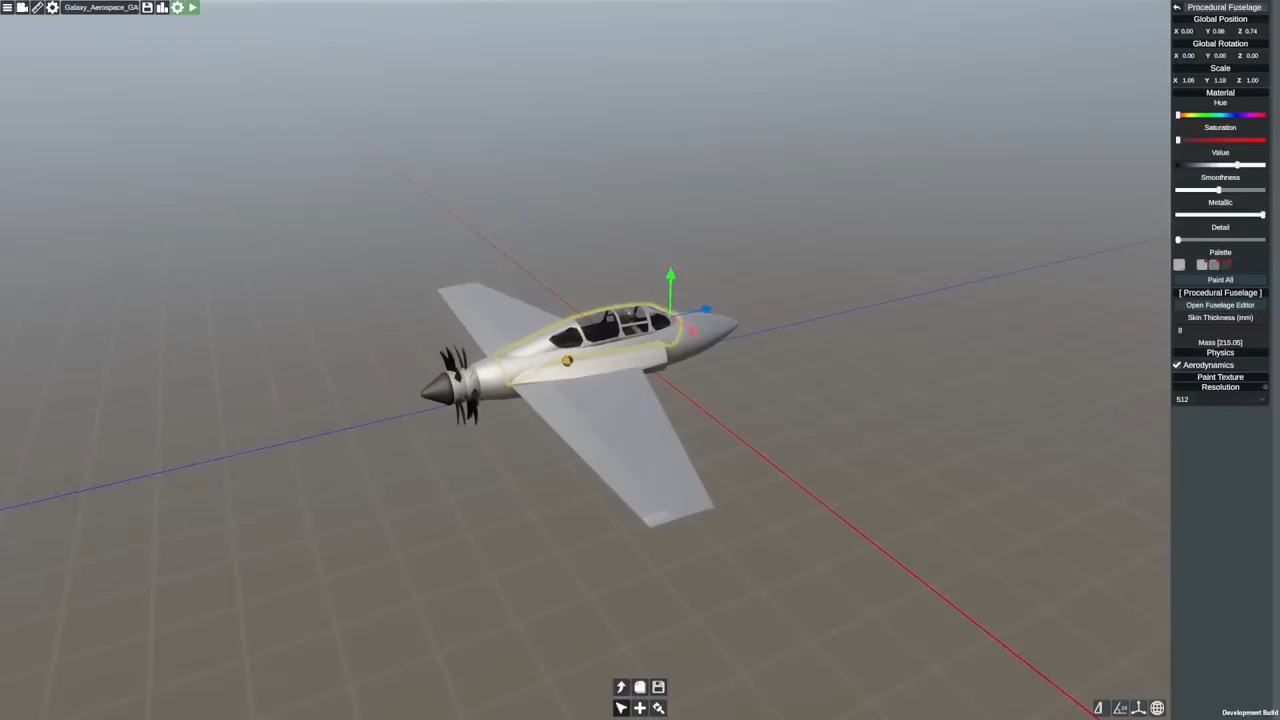 Galaxy_Aerospace_GA
Procedural Fuselage
Global Position
X 0.00 Y 0.86 Z 0.74
Global Rotation
X 0.00 Y 0.00 Z 0.00
Scale
X 1.05 Y 1.18 Z 1.00
Material
Hue
Saturation
Value
Smoothness
Metallic
Detail
Palette
Paint All
[ Procedural Fuselage ]
Open Fuselage Editor
Skin Thickness (mm)
8
Mass [215.05]
Physics
Aerodynamics
Paint Texture
Resolution
512
Development Build